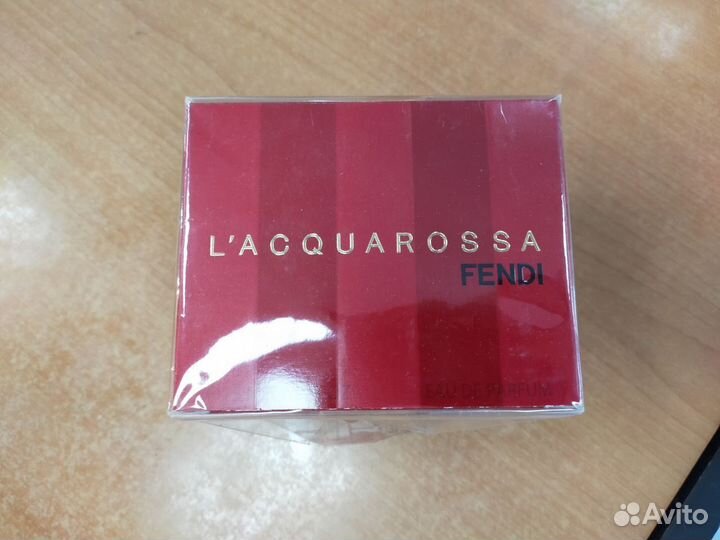 L'ACQUAROSSA
FENDI
EAU DE PARFUM
Avito